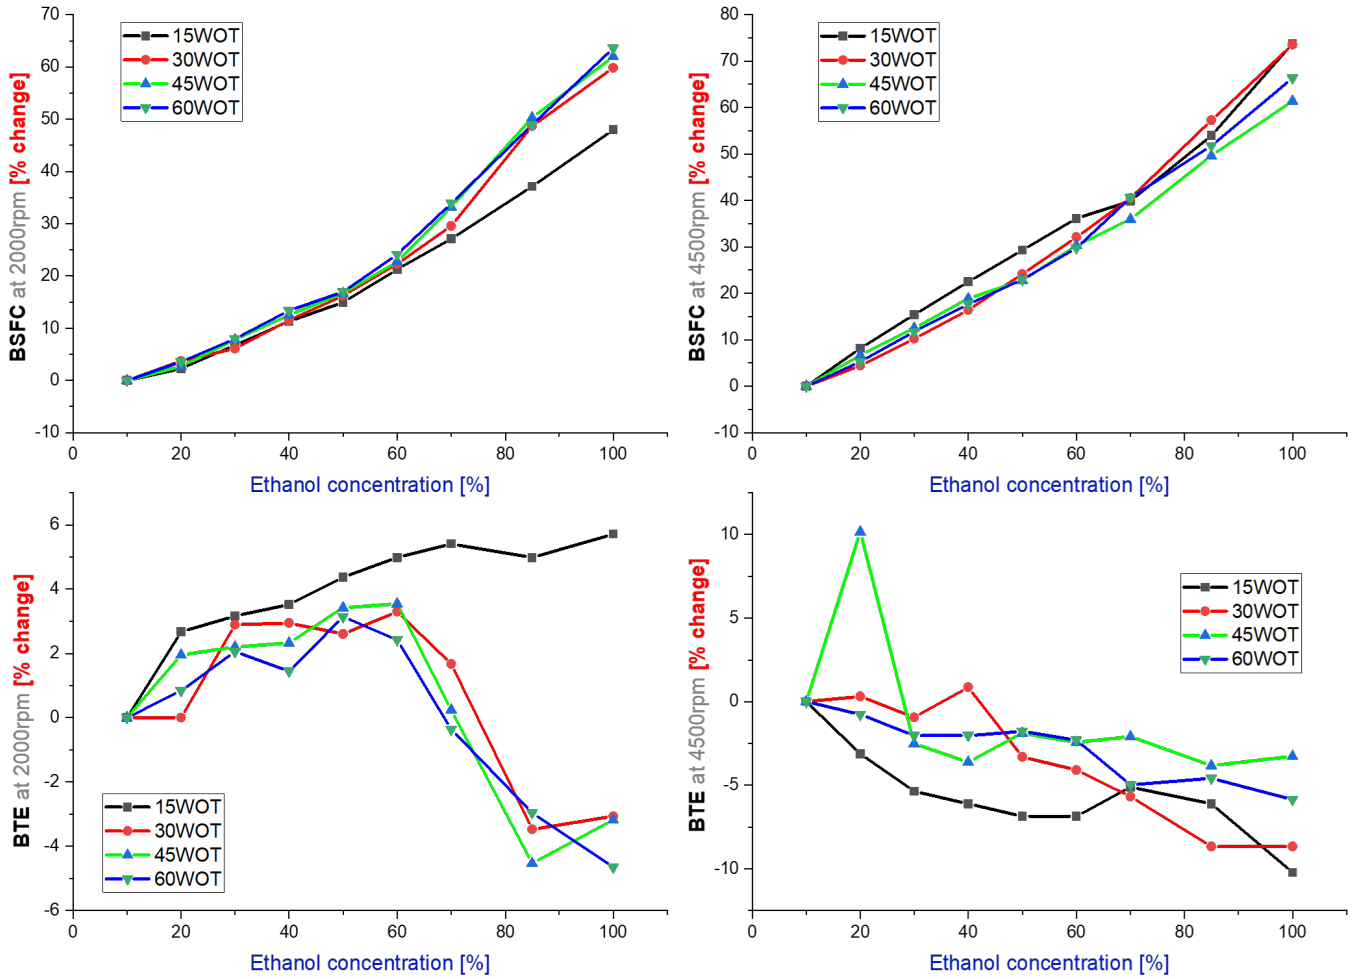 BSFC at 2000rpm [% change]
70
60
50
40
30
20
10
0
-10
15WOT
30WOT
45WOT
60WOT
0 20 40 60 80 100
Ethanol concentration [%]
BSFC at 4500rpm [% change]
80
70
60
50
40
30
20
10
0
-10
15WOT
30WOT
45WOT
60WOT
0 20 40 60 80 100
Ethanol concentration [%]
BTE at 2000rpm [% change]
6
4
2
0
-2
-4
-6
15WOT
30WOT
45WOT
60WOT
0 20 40 60 80 100
Ethanol concentration [%]
BTE at 4500rpm [% change]
10
5
0
-5
-10
15WOT
30WOT
45WOT
60WOT
0 20 40 60 80 100
Ethanol concentration [%]